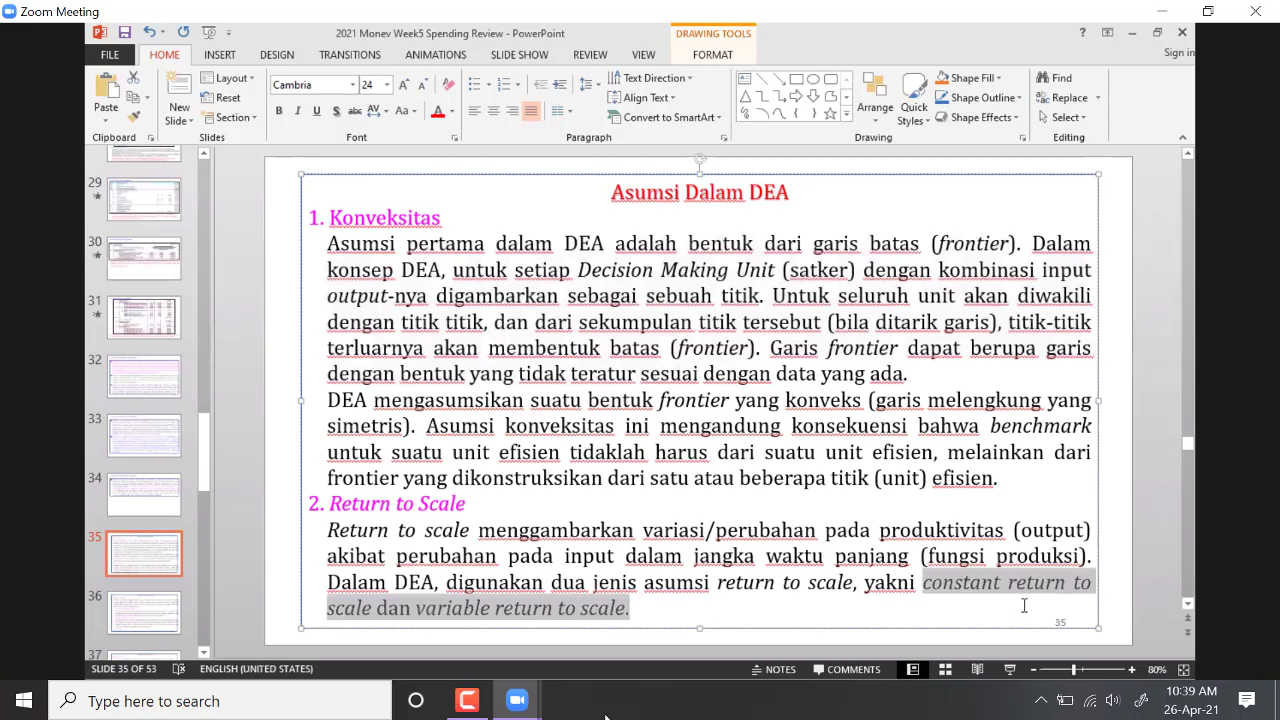 Zoom Meeting
2021 Monev Week5 Spending Review - PowerPoint
DRAWING TOOLS
Sign in
FILE HOME INSERT DESIGN TRANSITIONS ANIMATIONS SLIDE SHOW REVIEW VIEW FORMAT
Paste
New Slide
Layout
Reset
Section
Cambria 24
B I U S abc AV Aa A
Text Direction
Align Text
Convert to SmartArt
Arrange
Quick Styles
Shape Fill
Shape Outline
Shape Effects
Find
Replace
Select
Clipboard Slides Font Paragraph Drawing Editing
29
30
31
32
33
34
35
36
37
Asumsi Dalam DEA
1. Konveksitas
Asumsi pertama dalam DEA adalah bentuk dari garis batas (frontier). Dalam
konsep DEA, untuk setiap Decision Making Unit (satker) dengan kombinasi input
output-nya digambarkan sebagai sebuah titik. Untuk seluruh unit akan diwakili
dengan titik titik, dan dari sekumpulan titik tersebut (bila ditarik garis), titik-titik
terluarnya akan membentuk batas (frontier). Garis frontier dapat berupa garis
dengan bentuk yang tidak teratur sesuai dengan data yang ada.
DEA mengasumsikan suatu bentuk frontier yang konveks (garis melengkung yang
simetris). Asumsi konveksitas ini mengandung konsekuensi bahwa benchmark
untuk suatu unit efisien tidaklah harus dari suatu unit efisien, melainkan dari
frontier yang dikonstruksikan dari satu atau beberapa titik (unit) efisien.
2. Return to Scale
Return to scale menggambarkan variasi/perubahan pada produktivitas (output)
akibat perubahan pada input dalam jangka waktu panjang (fungsi produksi).
Dalam DEA, digunakan dua jenis asumsi return to scale, yakni constant return to
scale dan variable return to scale.
35
SLIDE 35 OF 53 ENGLISH (UNITED STATES) NOTES COMMENTS 80%
Type here to search
10:39 AM
26-Apr-21